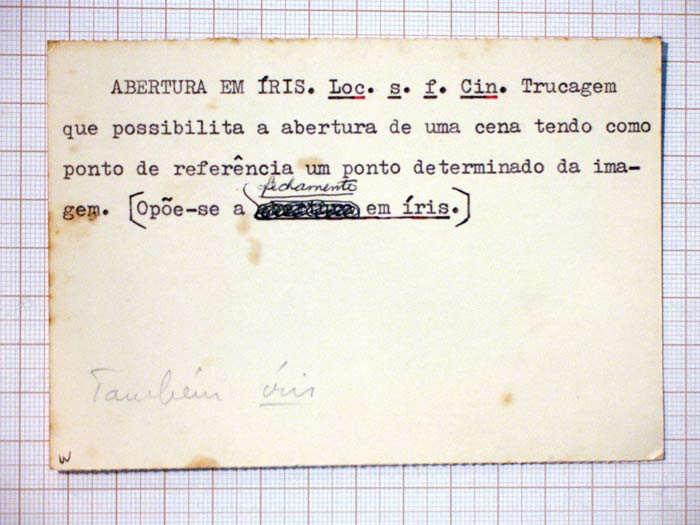 ABERTURA EM ÍRIS. Loc. s. f. Cin. Trucagem
que possibilita a abertura de uma cena tendo como
ponto de referência um ponto determinado da ima-
gem. [Opõe-se a fechamento em íris.]
Também íris
w